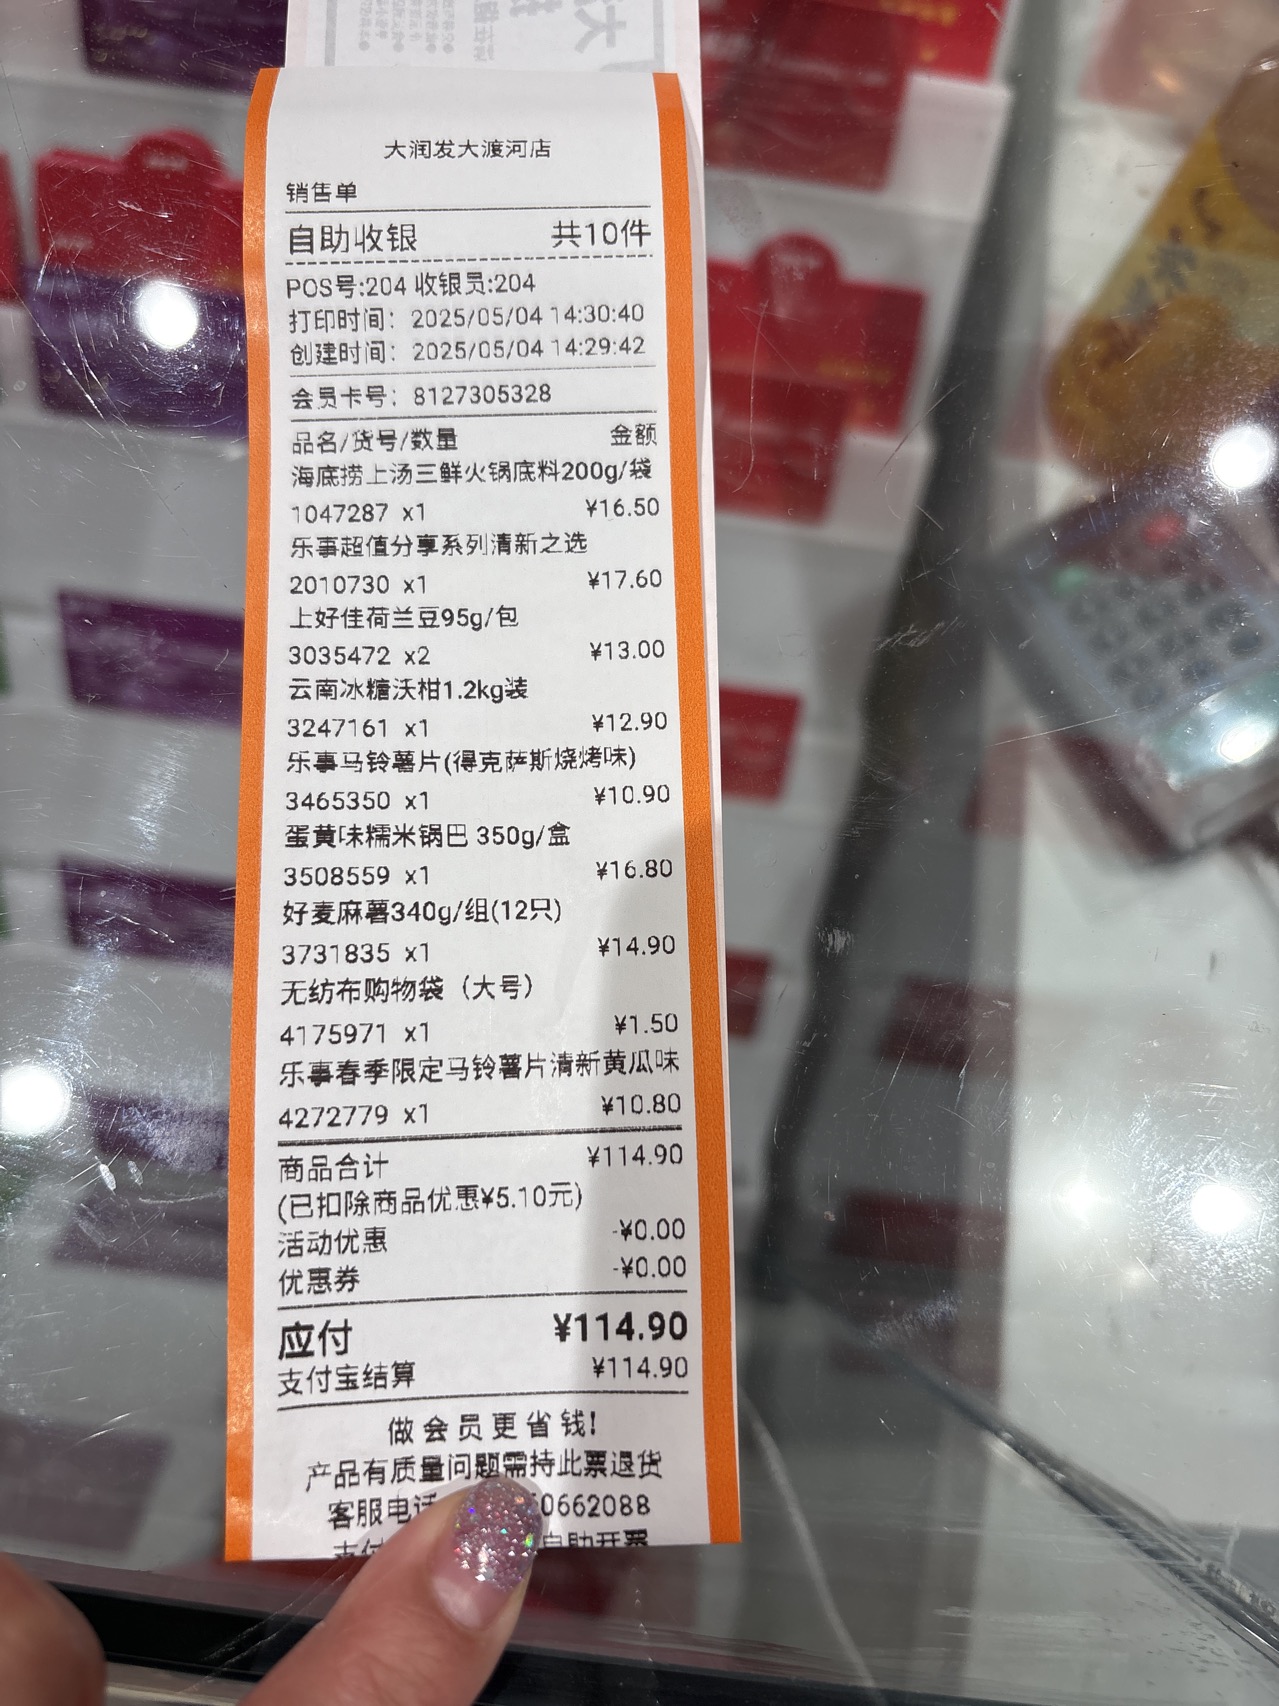 大润发大渡河店
销售单
自助收银 共10件
POS号:204 收银员:204
打印时间: 2025/05/04 14:30:40
创建时间: 2025/05/04 14:29:42
会员卡号: 8127305328
品名/货号/数量 金额
海底捞上汤三鲜火锅底料200g/袋
1047287 x1 ¥16.50
乐事超值分享系列清新之选
2010730 x1 ¥17.60
上好佳荷兰豆95g/包
3035472 x2 ¥13.00
云南冰糖沃柑1.2kg装
3247161 x1 ¥12.90
乐事马铃薯片(得克萨斯烧烤味)
3465350 x1 ¥10.90
蛋黄味糯米锅巴 350g/盒
3508559 x1 ¥16.80
好麦麻薯340g/组(12只)
3731835 x1 ¥14.90
无纺布购物袋（大号）
4175971 x1 ¥1.50
乐事春季限定马铃薯片清新黄瓜味
4272779 x1 ¥10.80
商品合计 ¥114.90
(已扣除商品优惠¥5.10元)
活动优惠 -¥0.00
优惠券 -¥0.00
应付 ¥114.90
支付宝结算 ¥114.90
做会员更省钱!
产品有质量问题需持此票退货
客服电话 0662088
支付 自助开票